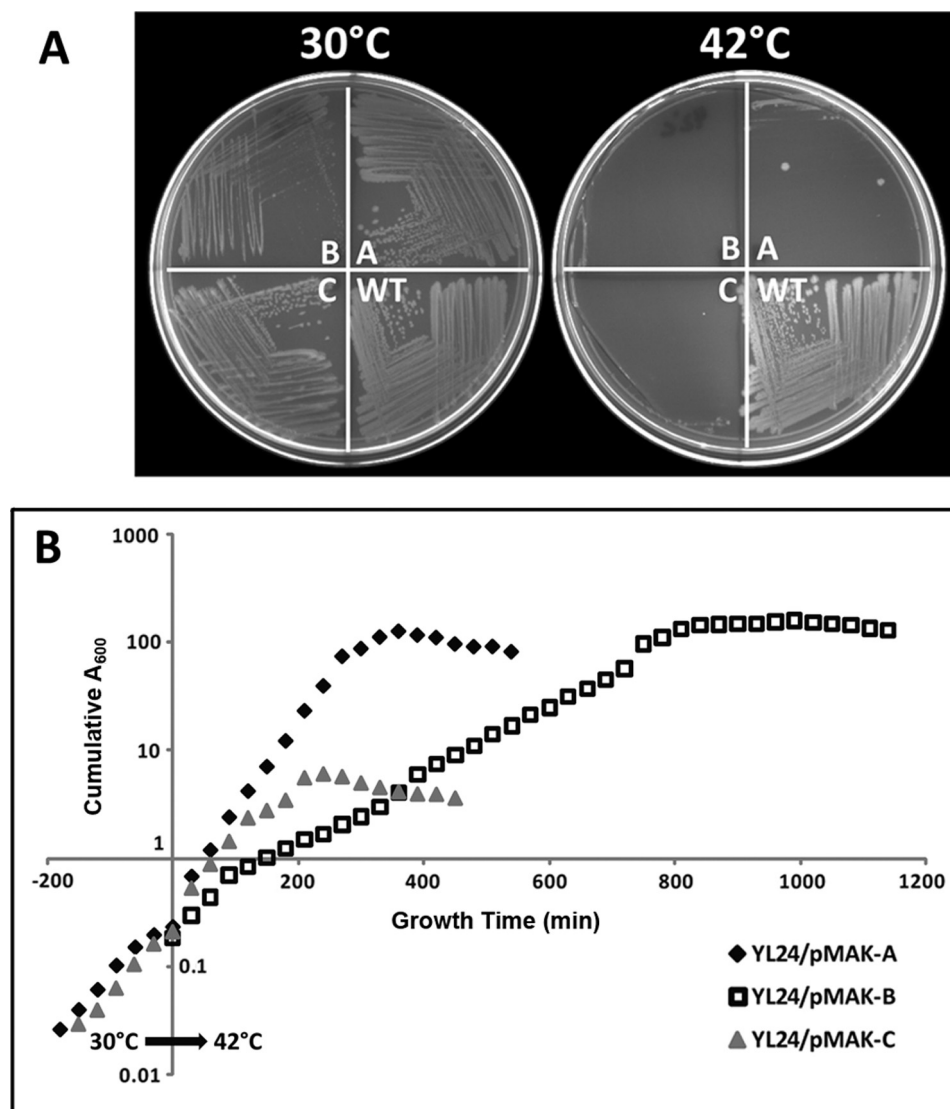 A
30°C
42°C
B A
C WT
B A
C WT
B
1000
100
10
1
0.1
0.01
Cumulative A600
-200 200 400 600 800 1000 1200
Growth Time (min)
30°C 42°C
YL24/pMAK-A
YL24/pMAK-B
YL24/pMAK-C